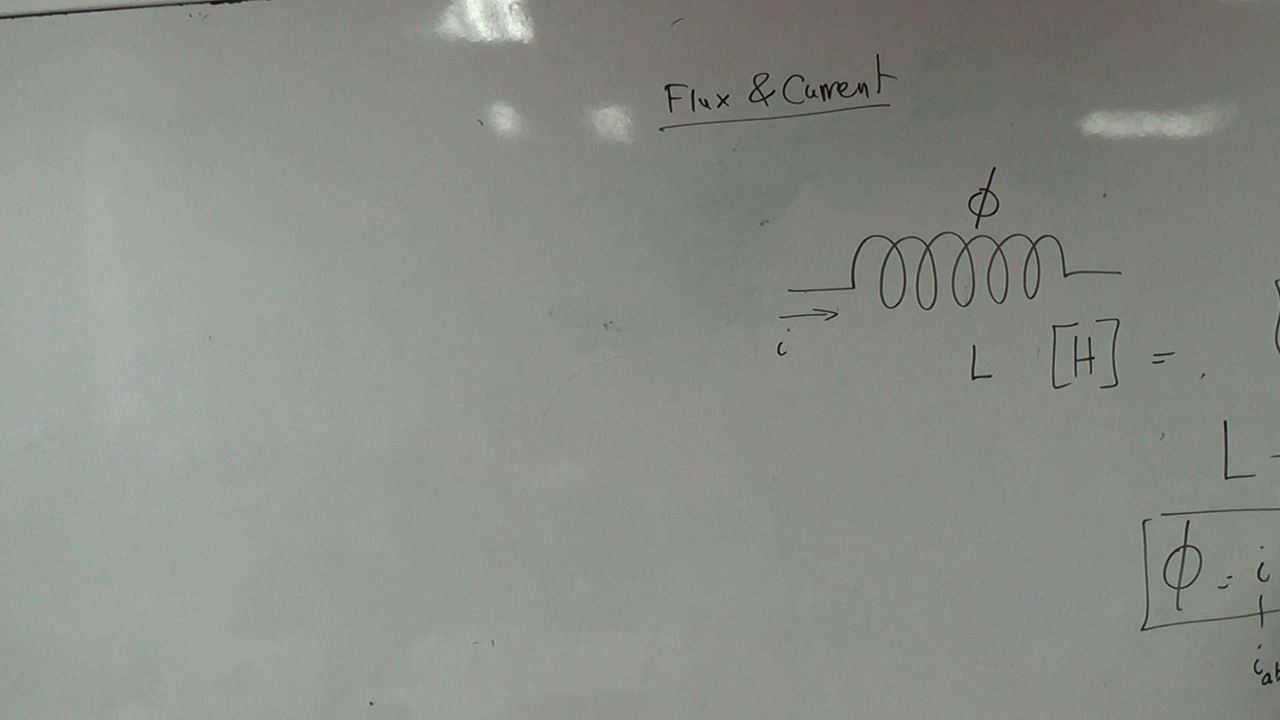 Flux & Current
ϕ
i
L [H] =
L -
ϕ = i
i